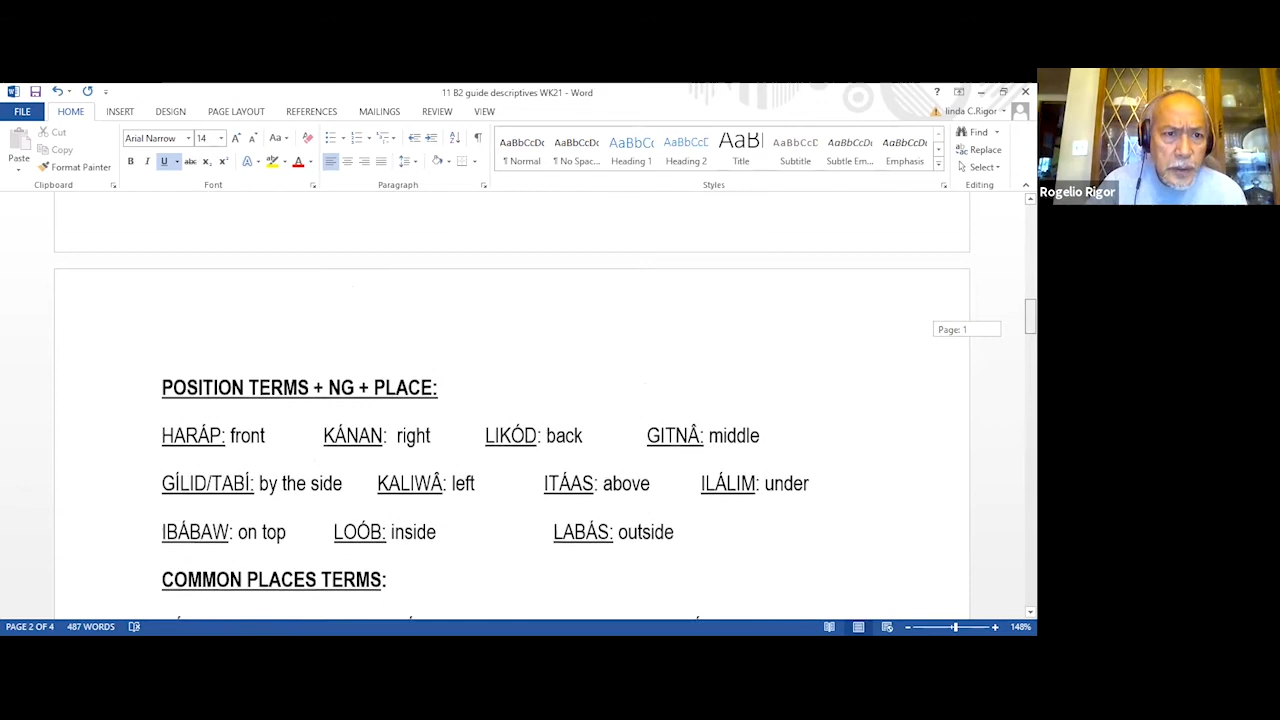 11 B2 guide descriptives WK21 - Word
FILE HOME INSERT DESIGN PAGE LAYOUT REFERENCES MAILINGS REVIEW VIEW linda C.Rigor
Cut
Copy
Format Painter
Paste
Arial Narrow 14
AaBbCcDc AaBbCcDc AaBbCc AaBbCc AaBl AaBbCcD AaBbCcDc AaBbCcDc
¶ Normal ¶ No Spac... Heading 1 Heading 2 Title Subtitle Subtle Em... Emphasis
Find
Replace
Select
Clipboard Font Paragraph Styles Editing
Rogelio Rigor
Page: 1
POSITION TERMS + NG + PLACE:
HARÁP: front KÁNAN: right LIKÓD: back GITNÂ: middle
GÍLID/TABÍ: by the side KALIWÂ: left ITÁAS: above ILÁLIM: under
IBÁBAW: on top LOÓB: inside LABÁS: outside
COMMON PLACES TERMS:
PAGE 2 OF 4 487 WORDS 148%